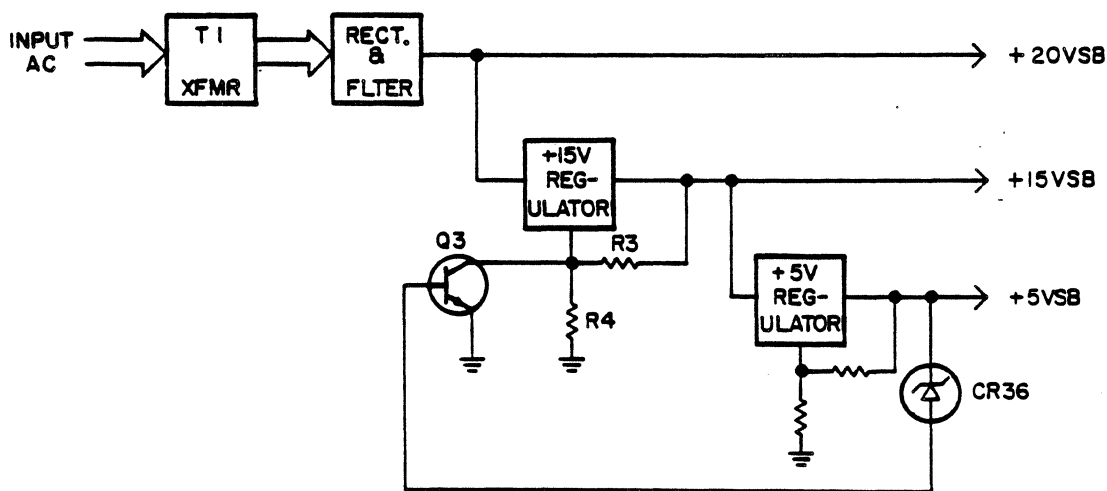 INPUT
AC
T1
XFMR
RECT.
&
FLTER
+20VSB
+15V
REG-
ULATOR
+15VSB
Q3
R3
R4
+5V
REG-
ULATOR
+5VSB
CR36